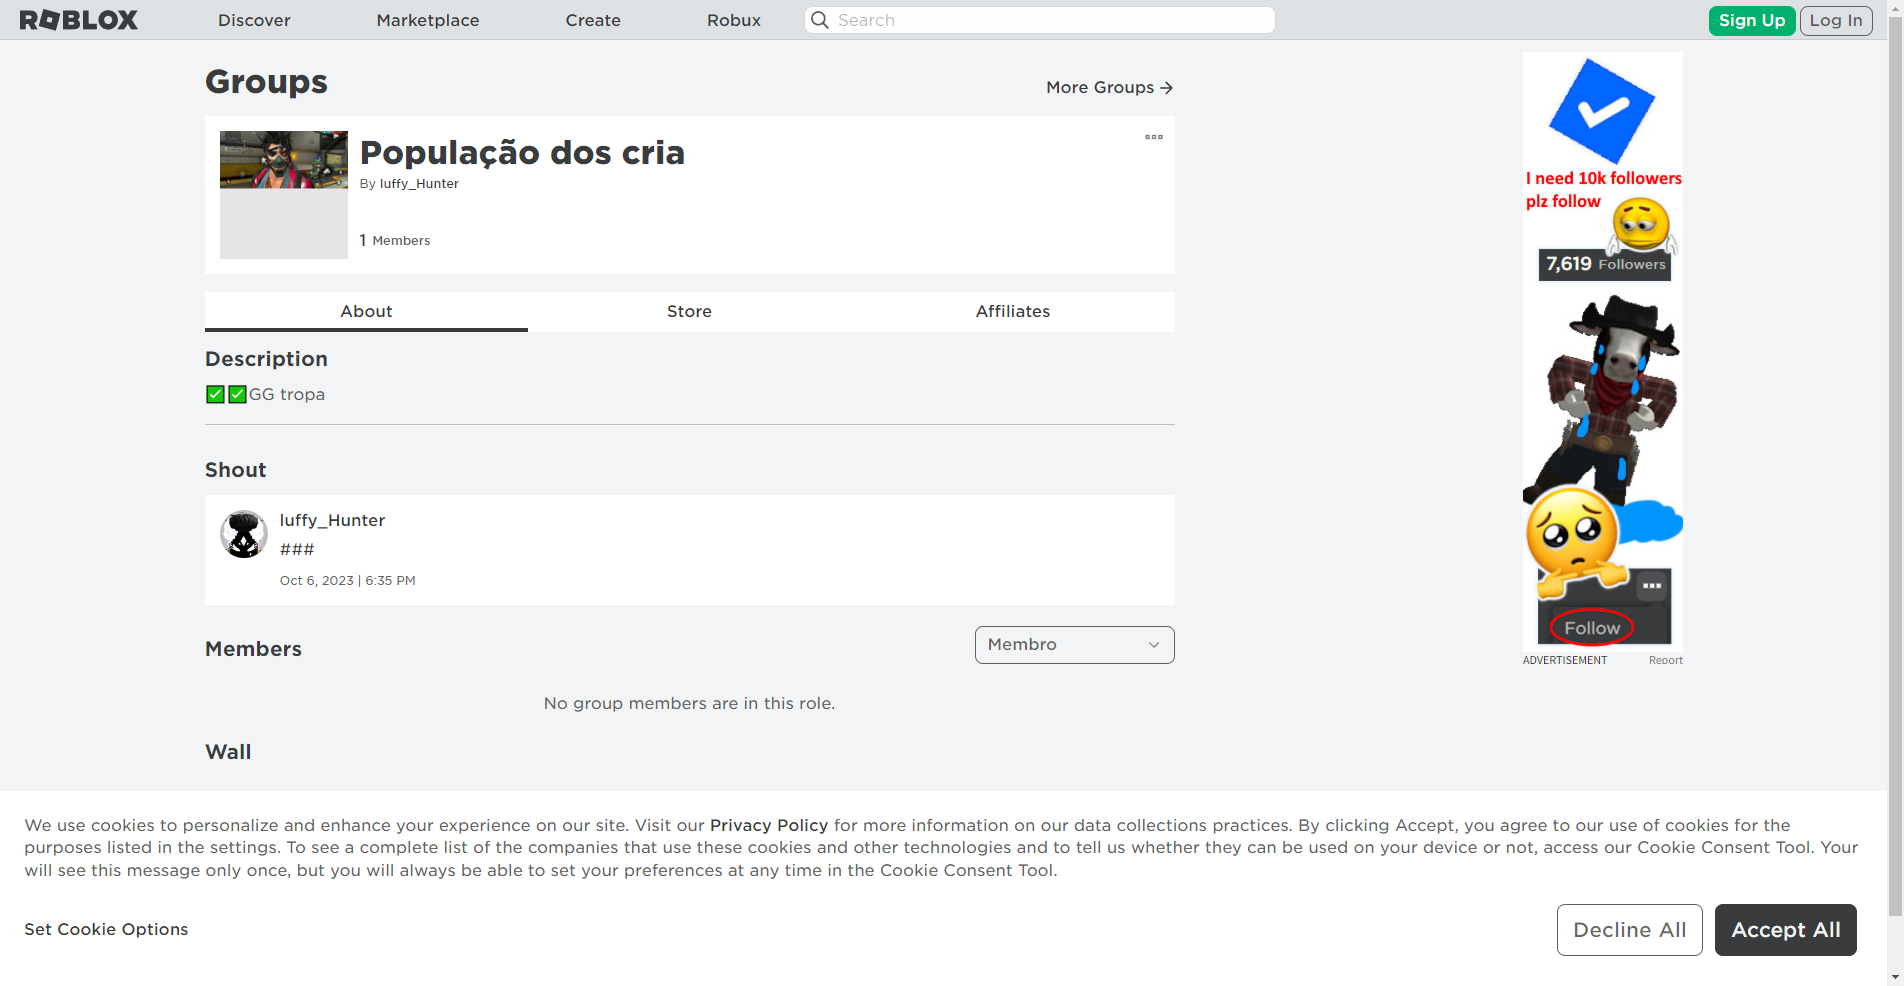 ROBLOX Discover Marketplace Create Robux Search Sign Up Log In
Groups
More Groups
População dos cria
By luffy_Hunter
1 Members
About Store Affiliates
Description
✅✅GG tropa
Shout
luffy_Hunter
###
Oct 6, 2023 | 6:35 PM
Members
Membro
No group members are in this role.
Wall
I need 10k followers
plz follow
7,619 Followers
Follow
ADVERTISEMENT Report
We use cookies to personalize and enhance your experience on our site. Visit our Privacy Policy for more information on our data collections practices. By clicking Accept, you agree to our use of cookies for the
purposes listed in the settings. To see a complete list of the companies that use these cookies and other technologies and to tell us whether they can be used on your device or not, access our Cookie Consent Tool. Your
will see this message only once, but you will always be able to set your preferences at any time in the Cookie Consent Tool.
Set Cookie Options
Decline All
Accept All